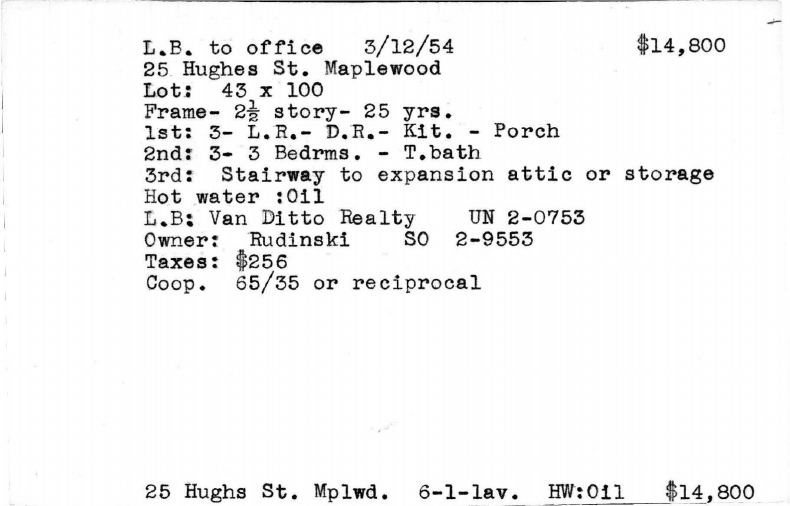 L.B. to office 3/12/54 $14,800
25 Hughes St. Maplewood
Lot: 43 x 100
Frame- 2½ story- 25 yrs.
1st: 3- L.R.- D.R.- Kit. - Porch
2nd: 3- 3 Bedrms. - T.bath
3rd: Stairway to expansion attic or storage
Hot water :Oil
L.B: Van Ditto Realty UN 2-0753
Owner: Rudinski SO 2-9553
Taxes: $256
Coop. 65/35 or reciprocal
25 Hughs St. Mplwd. 6-1-lav. HW:Oil $14,800